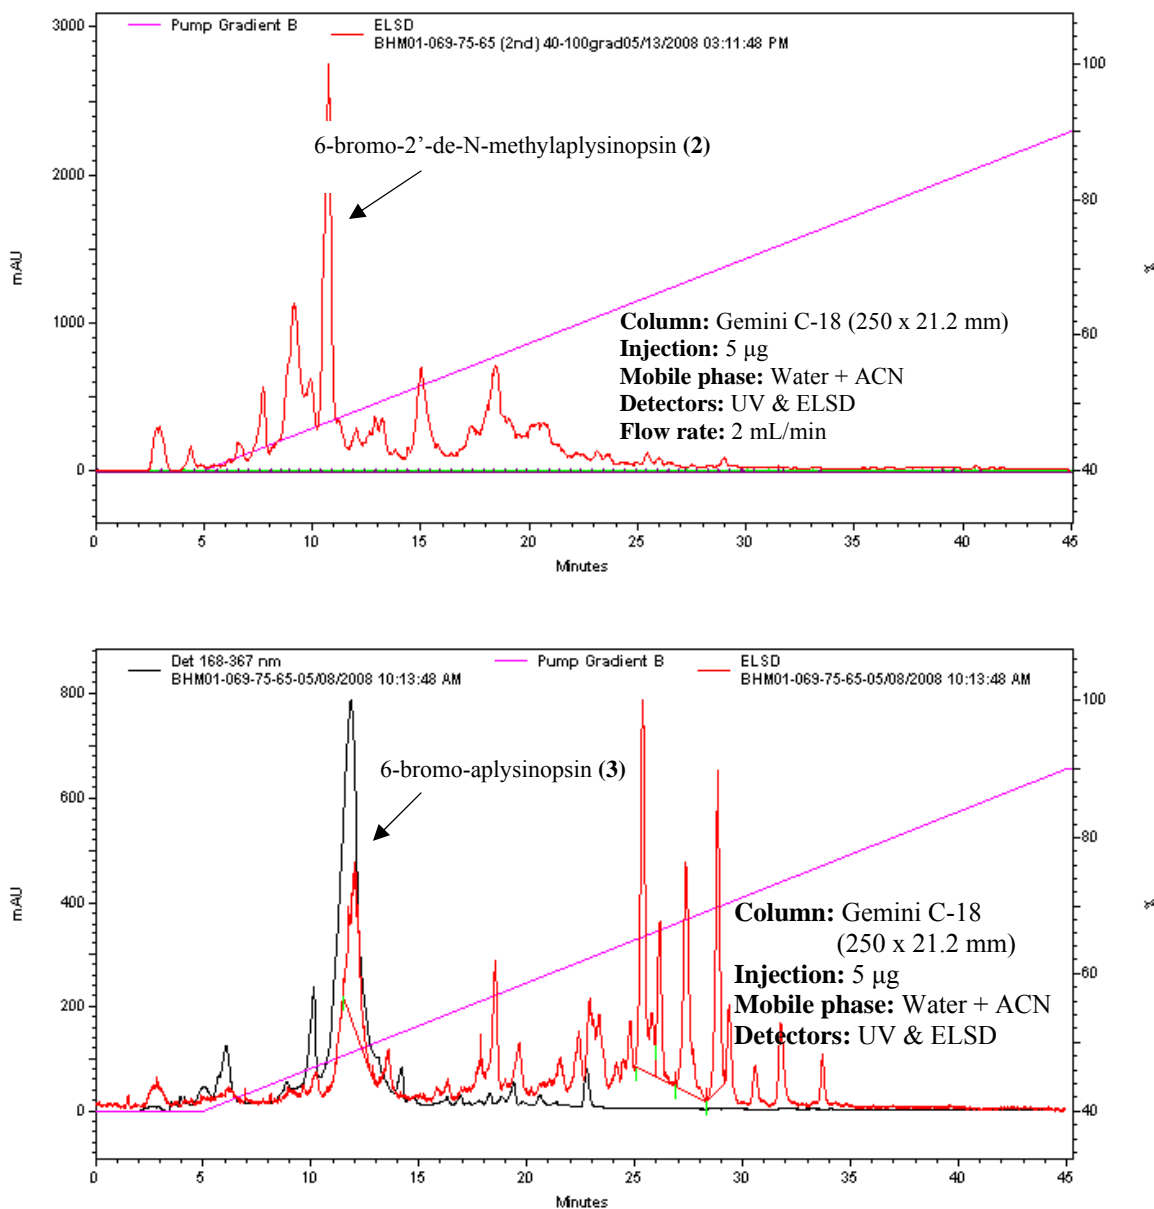 Pump Gradient B
ELSD
BHM01-069-75-65 (2nd) 40-100grad05/13/2008 03:11:48 PM
3000
100
6-bromo-2’-de-N-methylaplysinopsin (2)
2000
80
mAU
%
1000
60
Column: Gemini C-18 (250 x 21.2 mm)
Injection: 5 µg
Mobile phase: Water + ACN
Detectors: UV & ELSD
Flow rate: 2 mL/min
0
40
0 5 10 15 20 25 30 35 40 45
Minutes
Det 168-367 nm
BHM01-069-75-65-05/08/2008 10:13:48 AM
Pump Gradient B
ELSD
BHM01-069-75-65-05/08/2008 10:13:48 AM
800
100
6-bromo-aplysinopsin (3)
600
80
mAU
%
400
Column: Gemini C-18
(250 x 21.2 mm)
Injection: 5 µg
Mobile phase: Water + ACN
Detectors: UV & ELSD
60
200
0
40
0 5 10 15 20 25 30 35 40 45
Minutes